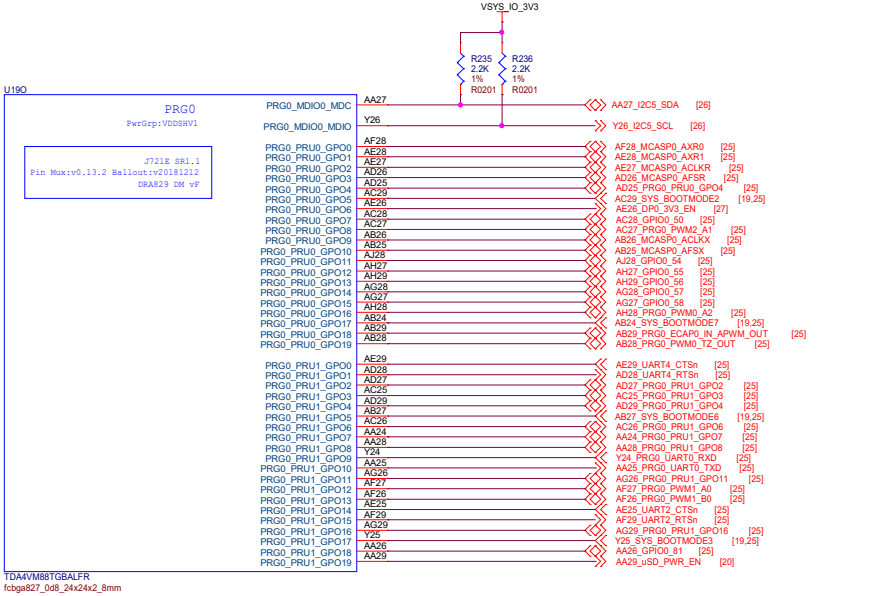 VSYS_IO_3V3
R235 R236
2.2K 2.2K
1% 1%
R0201 R0201
U19O
PRG0
PwrGrp:VDDSHV1
J721E SR1.1
Pin Mux:v0.13.2 Ballout:v20181212
DRA829 DM vF
PRG0_MDIO0_MDC AA27 AA27_I2C5_SDA [26]
PRG0_MDIO0_MDIO Y26 Y26_I2C5_SCL [26]
PRG0_PRU0_GPO0 AF28 AF28_MCASP0_AXR0 [25]
PRG0_PRU0_GPO1 AE28 AE28_MCASP0_AXR1 [25]
PRG0_PRU0_GPO2 AE27 AE27_MCASP0_ACLKR [25]
PRG0_PRU0_GPO3 AD26 AD26_MCASP0_AFSR [25]
PRG0_PRU0_GPO4 AD25 AD25_PRG0_PRU0_GPO4 [25]
PRG0_PRU0_GPO5 AC29 AC29_SYS_BOOTMODE2 [19,25]
PRG0_PRU0_GPO6 AE26 AE26_DP0_3V3_EN [27]
PRG0_PRU0_GPO7 AC28 AC28_GPIO0_50 [25]
PRG0_PRU0_GPO8 AC27 AC27_PRG0_PWM2_A1 [25]
PRG0_PRU0_GPO9 AB26 AB26_MCASP0_ACLKX [25]
PRG0_PRU0_GPO10 AB25 AB25_MCASP0_AFSX [25]
PRG0_PRU0_GPO11 AJ28 AJ28_GPIO0_54 [25]
PRG0_PRU0_GPO12 AH27 AH27_GPIO0_55 [25]
PRG0_PRU0_GPO13 AH29 AH29_GPIO0_56 [25]
PRG0_PRU0_GPO14 AG28 AG28_GPIO0_57 [25]
PRG0_PRU0_GPO15 AG27 AG27_GPIO0_58 [25]
PRG0_PRU0_GPO16 AH28 AH28_PRG0_PWM0_A2 [25]
PRG0_PRU0_GPO17 AB24 AB24_SYS_BOOTMODE7 [19,25]
PRG0_PRU0_GPO18 AB29 AB29_PRG0_ECAP0_IN_APWM_OUT [25]
PRG0_PRU0_GPO19 AB28 AB28_PRG0_PWM0_TZ_OUT [25]
PRG0_PRU1_GPO0 AE29 AE29_UART4_CTSn [25]
PRG0_PRU1_GPO1 AD28 AD28_UART4_RTSn [25]
PRG0_PRU1_GPO2 AD27 AD27_PRG0_PRU1_GPO2 [25]
PRG0_PRU1_GPO3 AC25 AC25_PRG0_PRU1_GPO3 [25]
PRG0_PRU1_GPO4 AD29 AD29_PRG0_PRU1_GPO4 [25]
PRG0_PRU1_GPO5 AB27 AB27_SYS_BOOTMODE6 [19,25]
PRG0_PRU1_GPO6 AC26 AC26_PRG0_PRU1_GPO6 [25]
PRG0_PRU1_GPO7 AA24 AA24_PRG0_PRU1_GPO7 [25]
PRG0_PRU1_GPO8 AA28 AA28_PRG0_PRU1_GPO8 [25]
PRG0_PRU1_GPO9 Y24 Y24_PRG0_UART0_RXD [25]
PRG0_PRU1_GPO10 AA25 AA25_PRG0_UART0_TXD [25]
PRG0_PRU1_GPO11 AG26 AG26_PRG0_PRU1_GPO11 [25]
PRG0_PRU1_GPO12 AF27 AF27_PRG0_PWM1_A0 [25]
PRG0_PRU1_GPO13 AF26 AF26_PRG0_PWM1_B0 [25]
PRG0_PRU1_GPO14 AE25 AE25_UART2_CTSn [25]
PRG0_PRU1_GPO15 AF29 AF29_UART2_RTSn [25]
PRG0_PRU1_GPO16 AG29 AG29_PRG0_PRU1_GPO16 [25]
PRG0_PRU1_GPO17 Y25 Y25_SYS_BOOTMODE3 [19,25]
PRG0_PRU1_GPO18 AA26 AA26_GPIO0_81 [25]
PRG0_PRU1_GPO19 AA29 AA29_uSD_PWR_EN [20]
TDA4VM88TGBALFR
fcbga827_0d8_24x24x2_8mm